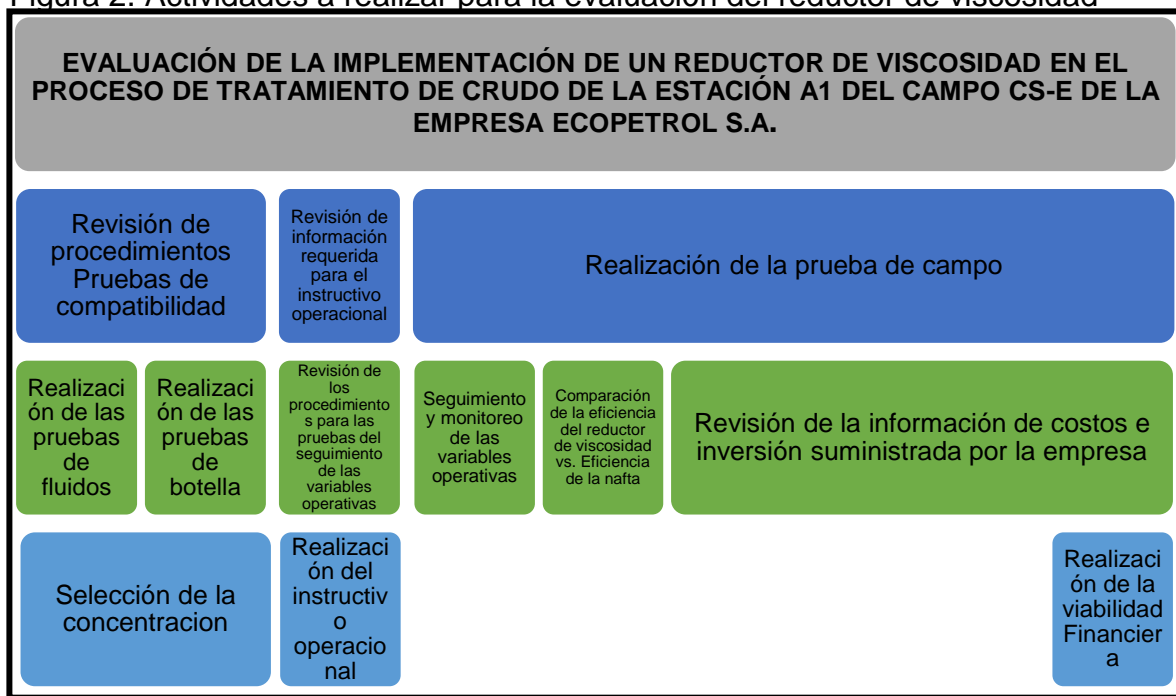 Figura 2. Actividades a realizar para la evaluación del reductor de viscosidad
EVALUACIÓN DE LA IMPLEMENTACIÓN DE UN REDUCTOR DE VISCOSIDAD EN EL
PROCESO DE TRATAMIENTO DE CRUDO DE LA ESTACIÓN A1 DEL CAMPO CS-E DE LA
EMPRESA ECOPETROL S.A.
Revisión de
procedimientos
Pruebas de
compatibilidad
Revisión de
información
requerida
para el
instructivo
operacional
Realización de la prueba de campo
Realizaci
ón de las
pruebas
de
fluidos
Realizaci
ón de las
pruebas
de
botella
Revisión de
los
procedimiento
s para las
pruebas del
seguimiento
de las
variables
operativas
Seguimiento
y monitoreo
de las
variables
operativas
Comparación
de la eficiencia
del reductor
de viscosidad
vs. Eficiencia
de la nafta
Revisión de la información de costos e
inversión suministrada por la empresa
Selección de la
concentracion
Realizaci
ón del
instructiv
o
operacio
nal
Realizaci
ón de la
viabilidad
Financier
a